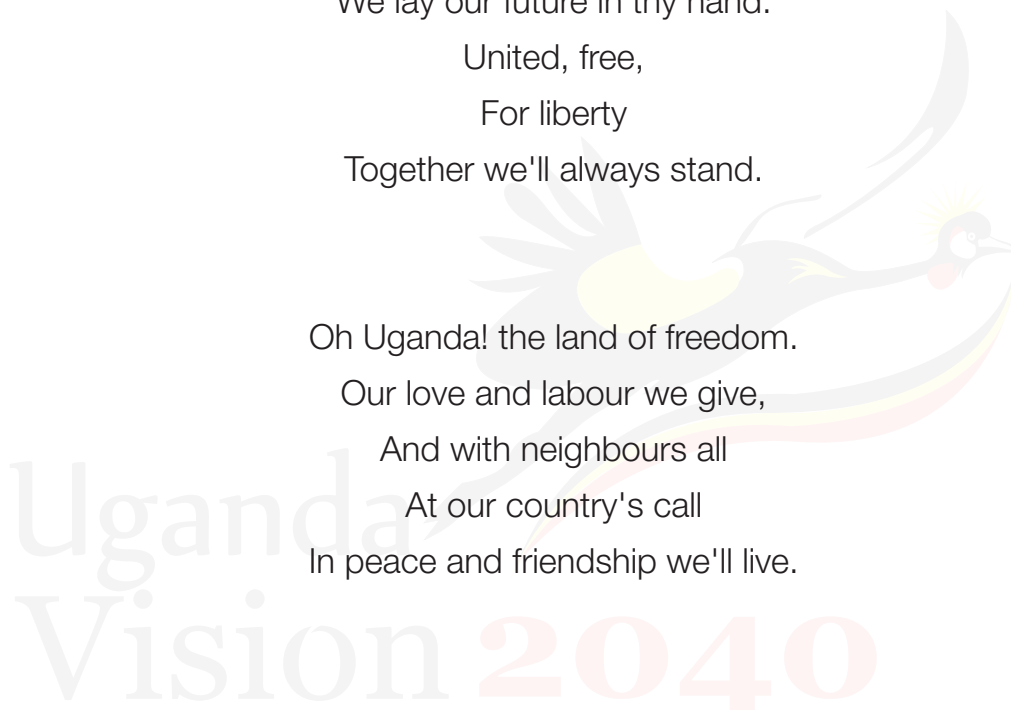 We lay our future in thy hand.
United, free,
For liberty
Together we'll always stand.
Oh Uganda! the land of freedom.
Our love and labour we give,
And with neighbours all
At our country's call
In peace and friendship we'll live.
Uganda
Vision 2040